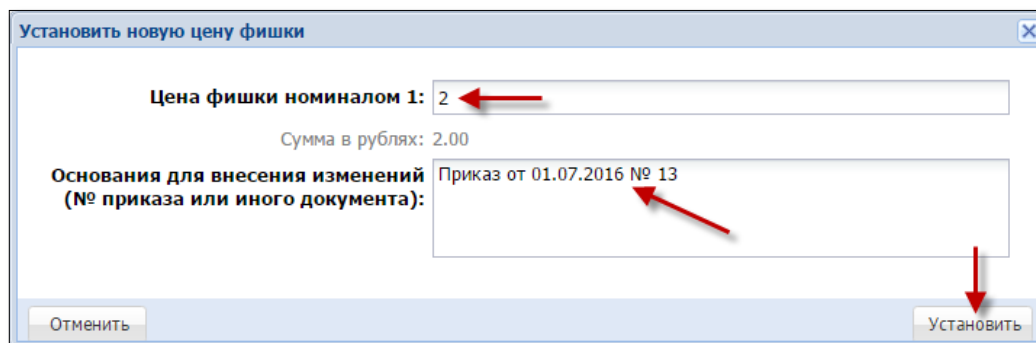 Установить новую цену фишки
Цена фишки номиналом 1: 2
Сумма в рублях: 2.00
Основания для внесения изменений Приказ от 01.07.2016 № 13
(№ приказа или иного документа):
Отменить Установить